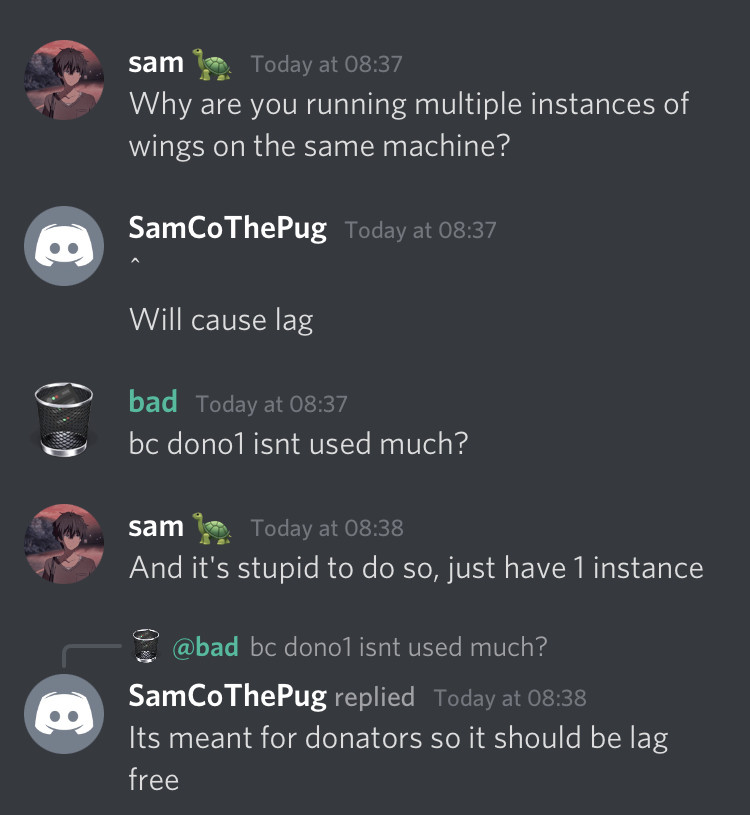 sam 🐢 Today at 08:37
Why are you running multiple instances of
wings on the same machine?
SamCoThePug Today at 08:37
^
Will cause lag
bad Today at 08:37
bc dono1 isnt used much?
sam 🐢 Today at 08:38
And it's stupid to do so, just have 1 instance
@bad bc dono1 isnt used much?
SamCoThePug replied Today at 08:38
Its meant for donators so it should be lag
free